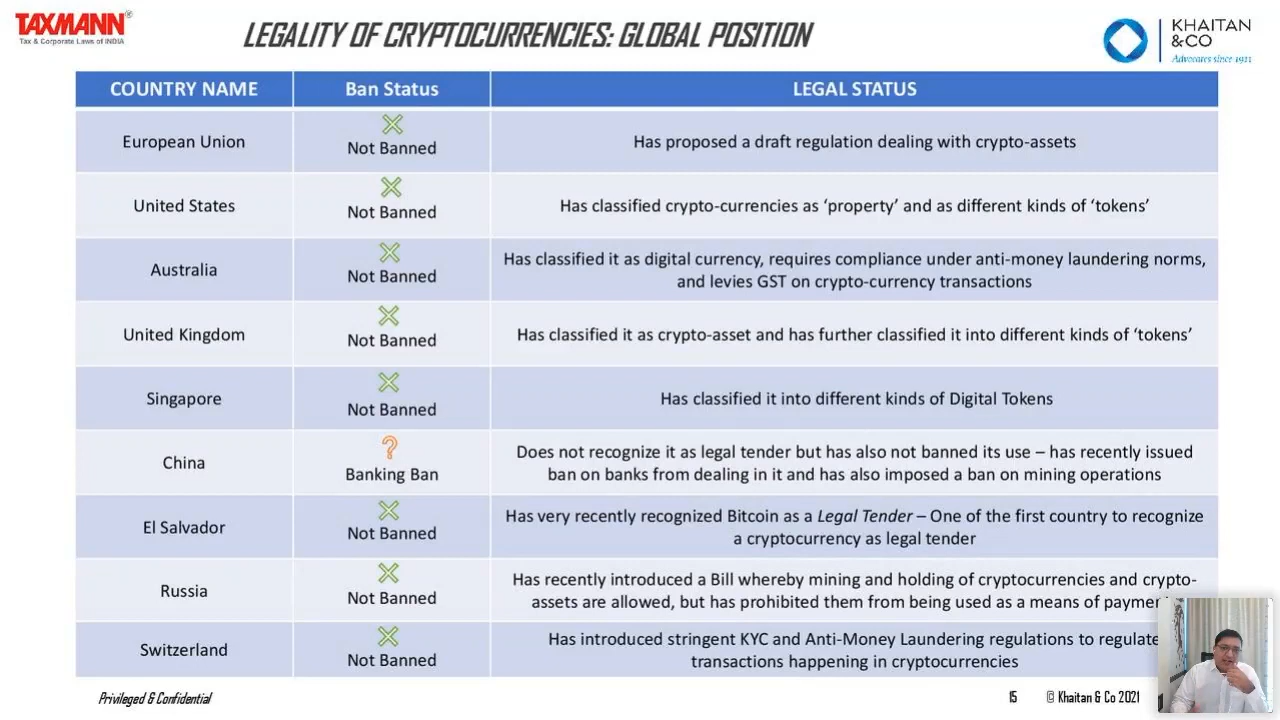 TAXMANN®
Tax & Corporate Laws of INDIA
LEGALITY OF CRYPTOCURRENCIES: GLOBAL POSITION
KHAITAN
&CO
Advocates since 1911
COUNTRY NAME Ban Status LEGAL STATUS
European Union Not Banned Has proposed a draft regulation dealing with crypto-assets
United States Not Banned Has classified crypto-currencies as ‘property’ and as different kinds of ‘tokens’
Australia Not Banned Has classified it as digital currency, requires compliance under anti-money laundering norms,
and levies GST on crypto-currency transactions
United Kingdom Not Banned Has classified it as crypto-asset and has further classified it into different kinds of ‘tokens’
Singapore Not Banned Has classified it into different kinds of Digital Tokens
China ? Banking Ban Does not recognize it as legal tender but has also not banned its use – has recently issued
ban on banks from dealing in it and has also imposed a ban on mining operations
El Salvador Not Banned Has very recently recognized Bitcoin as a Legal Tender – One of the first country to recognize
a cryptocurrency as legal tender
Russia Not Banned Has recently introduced a Bill whereby mining and holding of cryptocurrencies and crypto-
assets are allowed, but has prohibited them from being used as a means of paymen
Switzerland Not Banned Has introduced stringent KYC and Anti-Money Laundering regulations to regulate
transactions happening in cryptocurrencies
Privileged & Confidential 15 © Khaitan & Co 2021